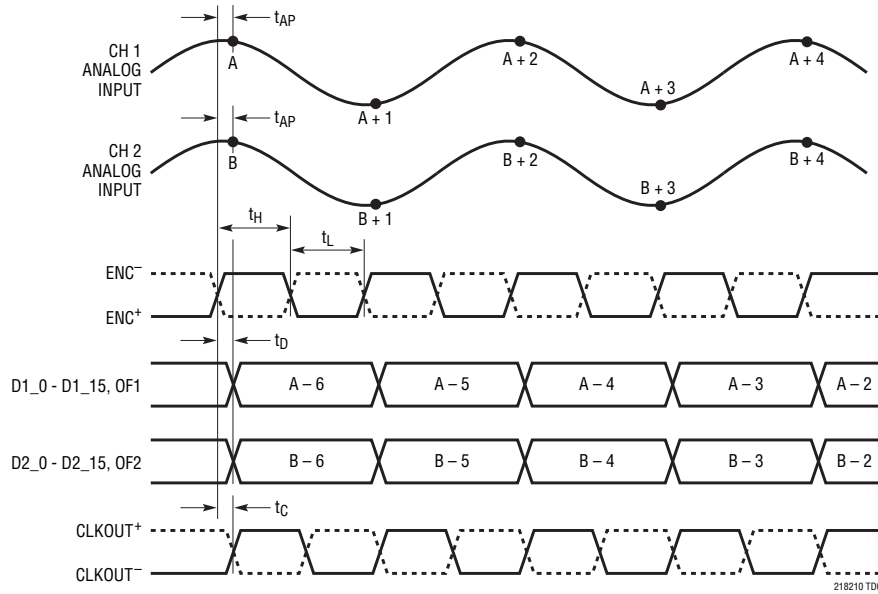 tAP
CH 1
ANALOG
INPUT
A
A + 1
A + 2
A + 3
A + 4
tAP
CH 2
ANALOG
INPUT
B
B + 1
B + 2
B + 3
B + 4
tH
tL
ENC–
ENC+
tD
D1_0 - D1_15, OF1
A – 6
A – 5
A – 4
A – 3
A – 2
D2_0 - D2_15, OF2
B – 6
B – 5
B – 4
B – 3
B – 2
tC
CLKOUT+
CLKOUT–